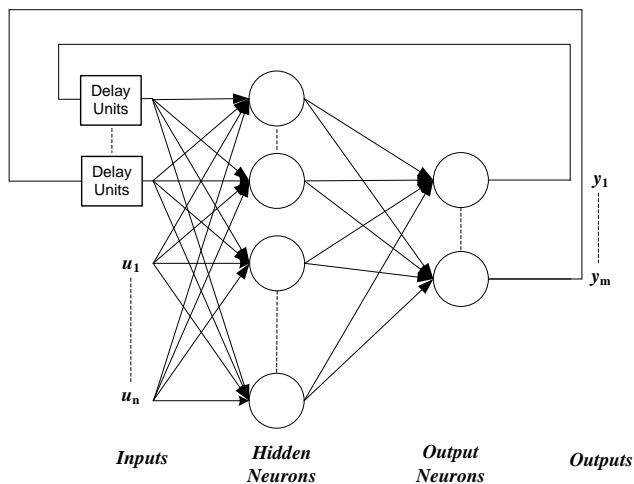 Delay
Units
Delay
Units
u1
un
y1
ym
Inputs
Hidden
Neurons
Output
Neurons
Outputs